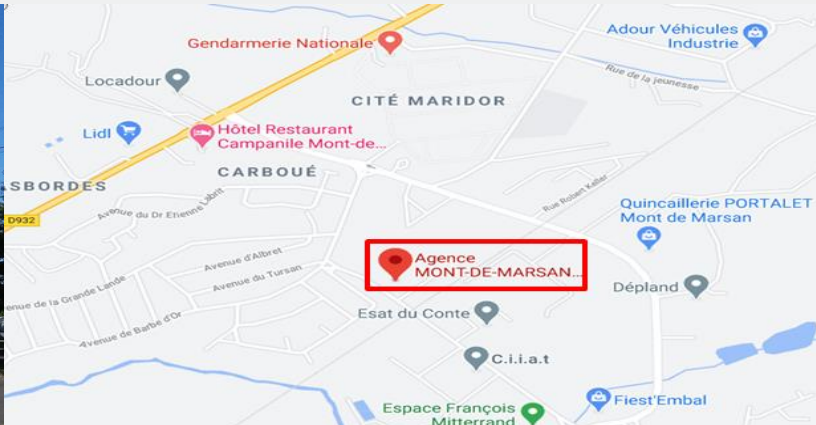 Gendarmerie Nationale
Adour Véhicules
Industrie
Locadour
Rue de la jeunesse
CITÉ MARIDOR
Lidl
Hôtel Restaurant
Campanile Mont-de...
CARBOUÉ
SBORDES
Avenue du Dr Etienne Labrit
Rue Robert Keller
D932
Quincaillerie PORTALET
Mont de Marsan
Avenue d'Albret
Agence
MONT-DE-MARSAN...
Avenue du Tursan
enue de la Grande Lande
Dépland
Esat du Conte
Avenue de Barbe d'Or
C.i.i.a.t
Fiest'Embal
Espace François
Mitterrand